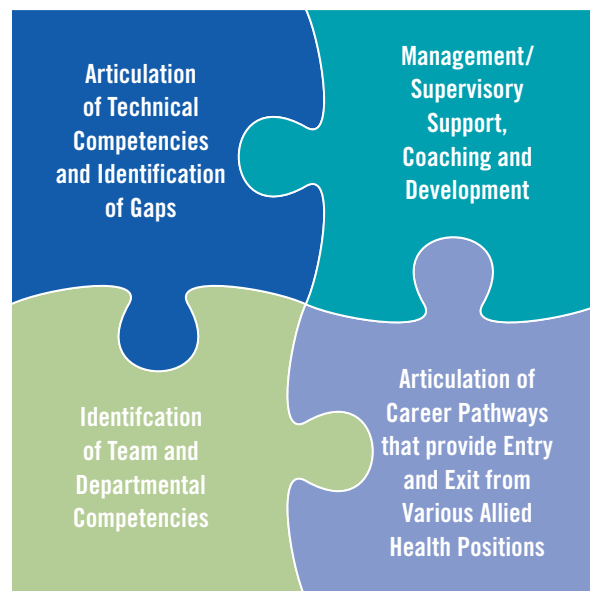 Articulation
of Technical
Competencies
and Identification
of Gaps
Management/
Supervisory
Support,
Coaching and
Development
Identifcation
of Team and
Departmental
Competencies
Articulation of
Career Pathways
that provide Entry
and Exit from
Various Allied
Health Positions